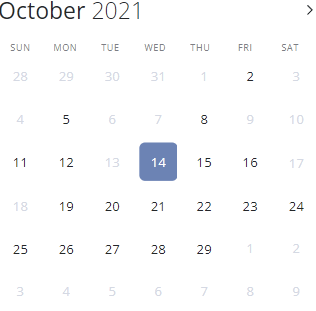 October 2021
SUN MON TUE WED THU FRI SAT
28 29 30 31 1 2 3
4 5 6 7 8 9 10
11 12 13 14 15 16 17
18 19 20 21 22 23 24
25 26 27 28 29 1 2
3 4 5 6 7 8 9